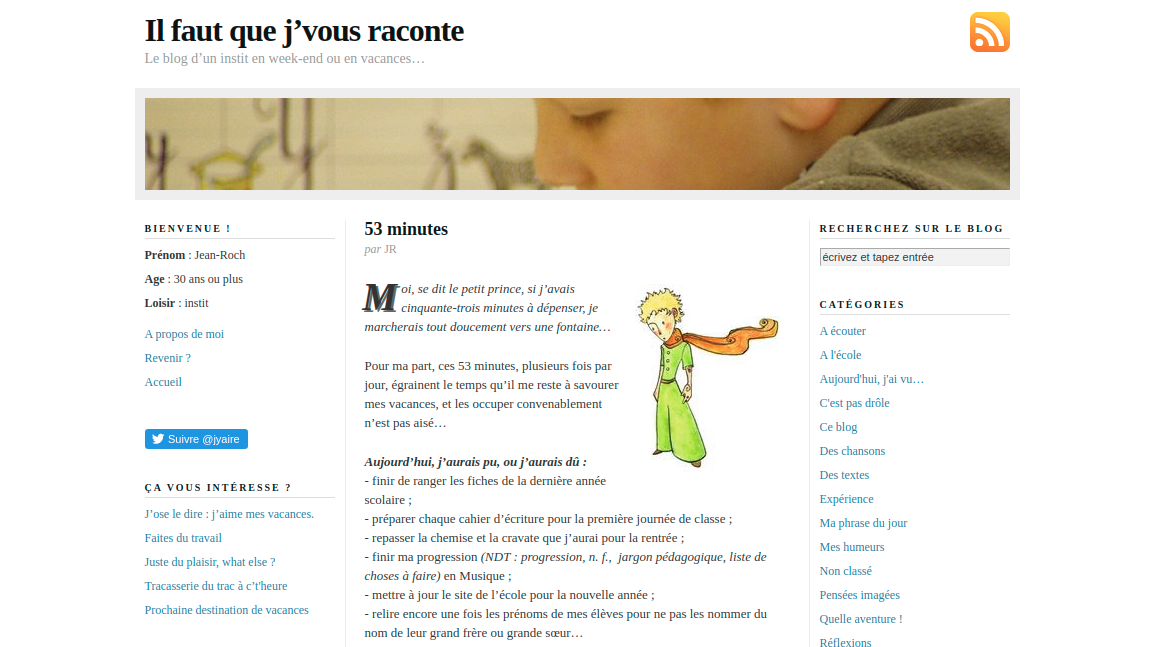 Il faut que j’vous raconte
Le blog d’un instit en week-end ou en vacances…
BIENVENUE !
Prénom : Jean-Roch
Age : 30 ans ou plus
Loisir : instit
A propos de moi
Revenir ?
Accueil
Suivre @jyaire
ÇA VOUS INTÉRESSE ?
J’ose le dire : j’aime mes vacances.
Faites du travail
Juste du plaisir, what else ?
Tracasserie du trac à c't'heure
Prochaine destination de vacances
53 minutes
par JR
Moi, se dit le petit prince, si j’avais
cinquante-trois minutes à dépenser, je
marcherais tout doucement vers une fontaine…
Pour ma part, ces 53 minutes, plusieurs fois par
jour, égrainent le temps qu’il me reste à savourer
mes vacances, et les occuper convenablement
n’est pas aisé…
Aujourd’hui, j’aurais pu, ou j’aurais dû :
- finir de ranger les fiches de la dernière année
scolaire ;
- préparer chaque cahier d’écriture pour la première journée de classe ;
- repasser la chemise et la cravate que j’aurai pour la rentrée ;
- finir ma progression (NDT : progression, n. f., jargon pédagogique, liste de
choses à faire) en Musique ;
- mettre à jour le site de l’école pour la nouvelle année ;
- relire encore une fois les prénoms de mes élèves pour ne pas les nommer du
nom de leur grand frère ou grande sœur…
RECHERCHEZ SUR LE BLOG
écrivez et tapez entrée
CATÉGORIES
A écouter
A l'école
Aujourd'hui, j'ai vu…
C'est pas drôle
Ce blog
Des chansons
Des textes
Expérience
Ma phrase du jour
Mes humeurs
Non classé
Pensées imagées
Quelle aventure !
Réflexions